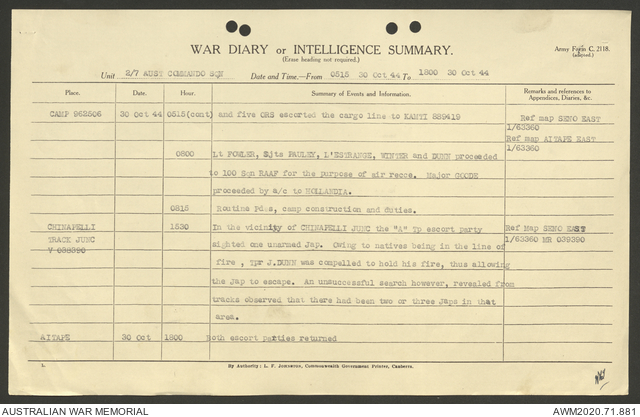 WAR DIARY or INTELLIGENCE SUMMARY.
(Erase heading not required.)
Army Form C. 2118.
(adapted.)
Unit 2/7 AUST COMMANDO SQN Date and Time.—From 0515 30 Oct 44 To 1800 30 Oct 44
Place. Date. Hour Summary of Events and Information. Remarks and references to Appendices, Diaries, &c.
CAMP 962506 30 Oct 44 0515(cont) and five ORS escorted the cargo line to KAMTI 889419 Ref map SENO EAST
1/63360
Ref map AITAPE EAST
0800 Lt FOWLER, Sjts PAULEY, L'ESTRANGE, WINTER and DUNN proceeded 1/63360
to 100 Sqn RAAF for the purpose of air recce. Major GOODE
proceeded by a/c to HOLLANDIA.
0815 Routine Pdes, camp construction and duties.
CHINAPELLI 1530 In the vicinity of CHINAPELLI JUNC the "A" Tp escort party Ref Map SENO EAST
TRACK JUNC sighted one unarmed Jap. Owing to natives being in the line of 1/63360 MR 039390
V 038390
fire , Tpr J.DUNN was compelled to hold his fire, thus allowing
the Jap to escape. An unsuccessful search however, revealed from
tracks observed that there had been two or three Japs in that
area.
AITAPE 30 Oct 1800 Both escort parties returned
By Authority: L. F. Johnston, Commonwealth Government Printer, Canberra.
AUSTRALIAN WAR MEMORIAL AWM2020.71.881